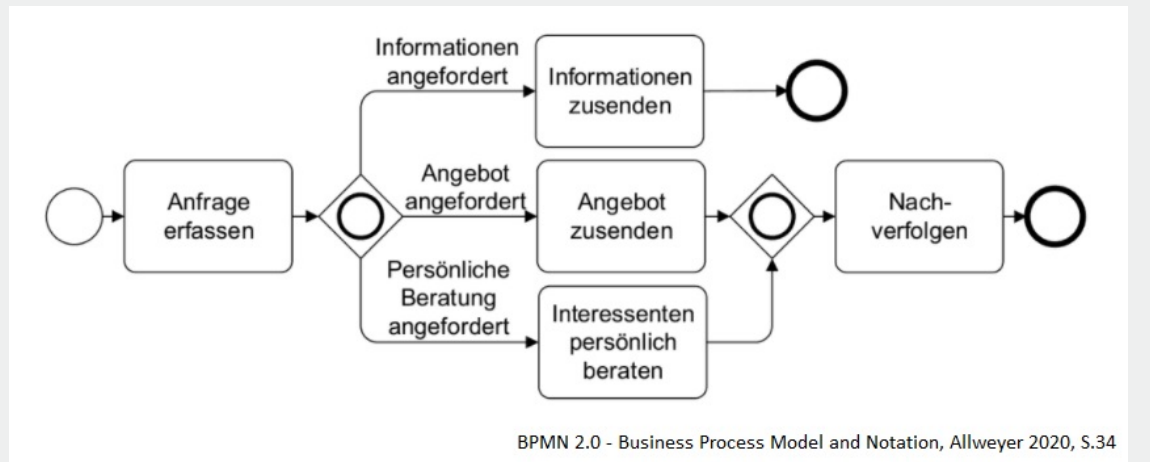 Informationen
angefordert
Informationen
zusenden
Anfrage
erfassen
Angebot
angefordert
Angebot
zusenden
Nach-
verfolgen
Persönliche
Beratung
angefordert
Interessenten
persönlich
beraten
BPMN 2.0 - Business Process Model and Notation, Allweyer 2020, S.34